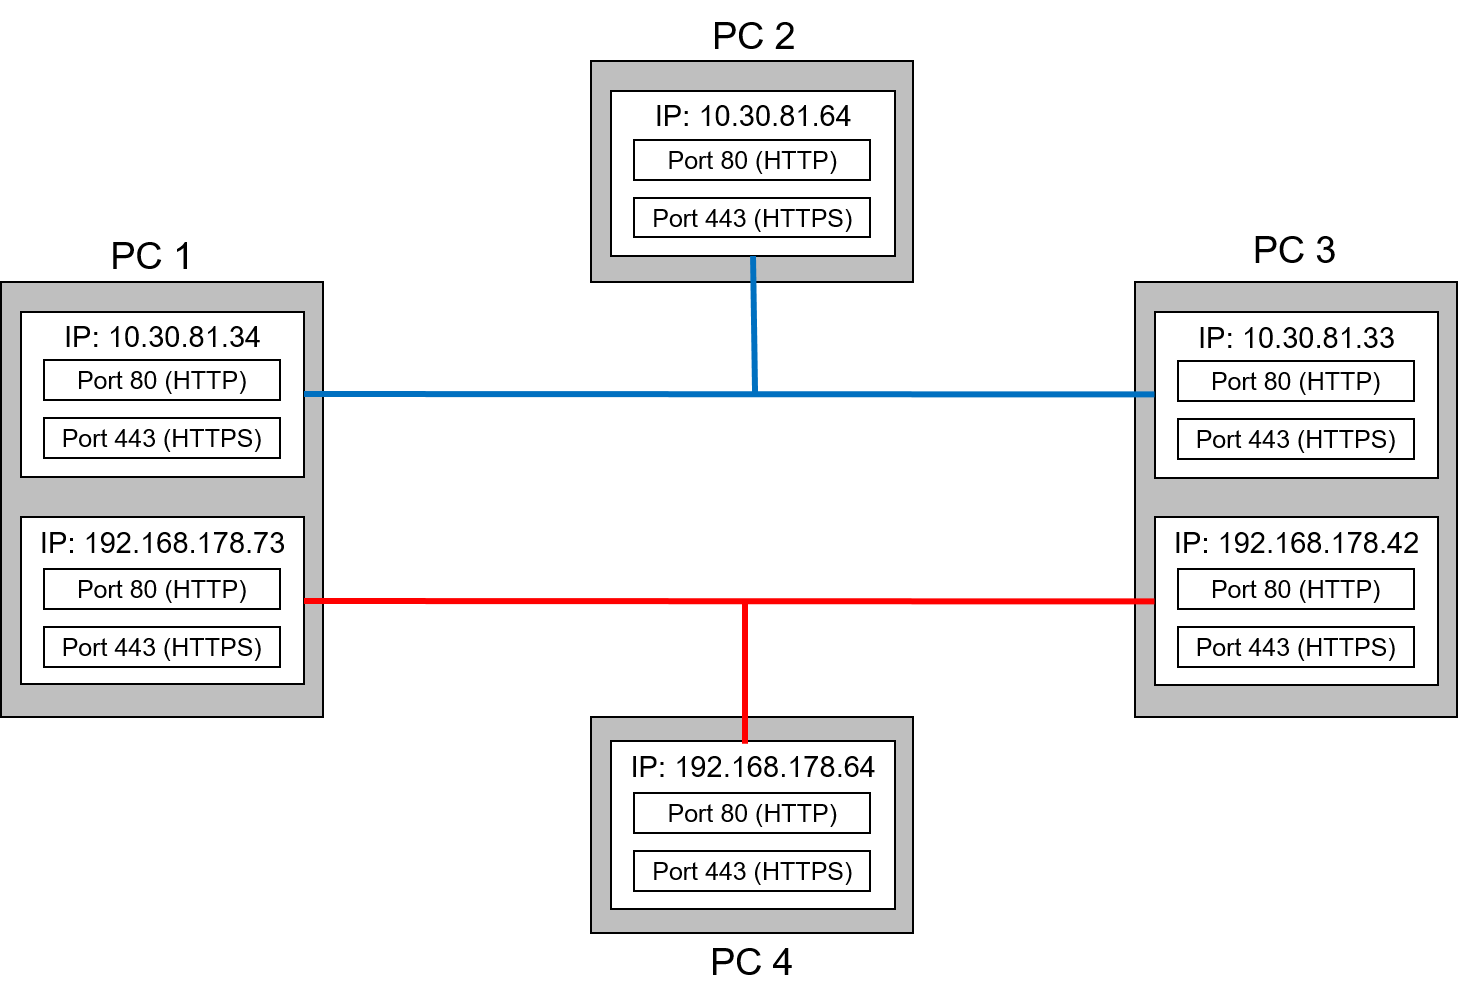 PC 2
IP: 10.30.81.64
Port 80 (HTTP)
Port 443 (HTTPS)
PC 1
IP: 10.30.81.34
Port 80 (HTTP)
Port 443 (HTTPS)
IP: 192.168.178.73
Port 80 (HTTP)
Port 443 (HTTPS)
PC 3
IP: 10.30.81.33
Port 80 (HTTP)
Port 443 (HTTPS)
IP: 192.168.178.42
Port 80 (HTTP)
Port 443 (HTTPS)
IP: 192.168.178.64
Port 80 (HTTP)
Port 443 (HTTPS)
PC 4